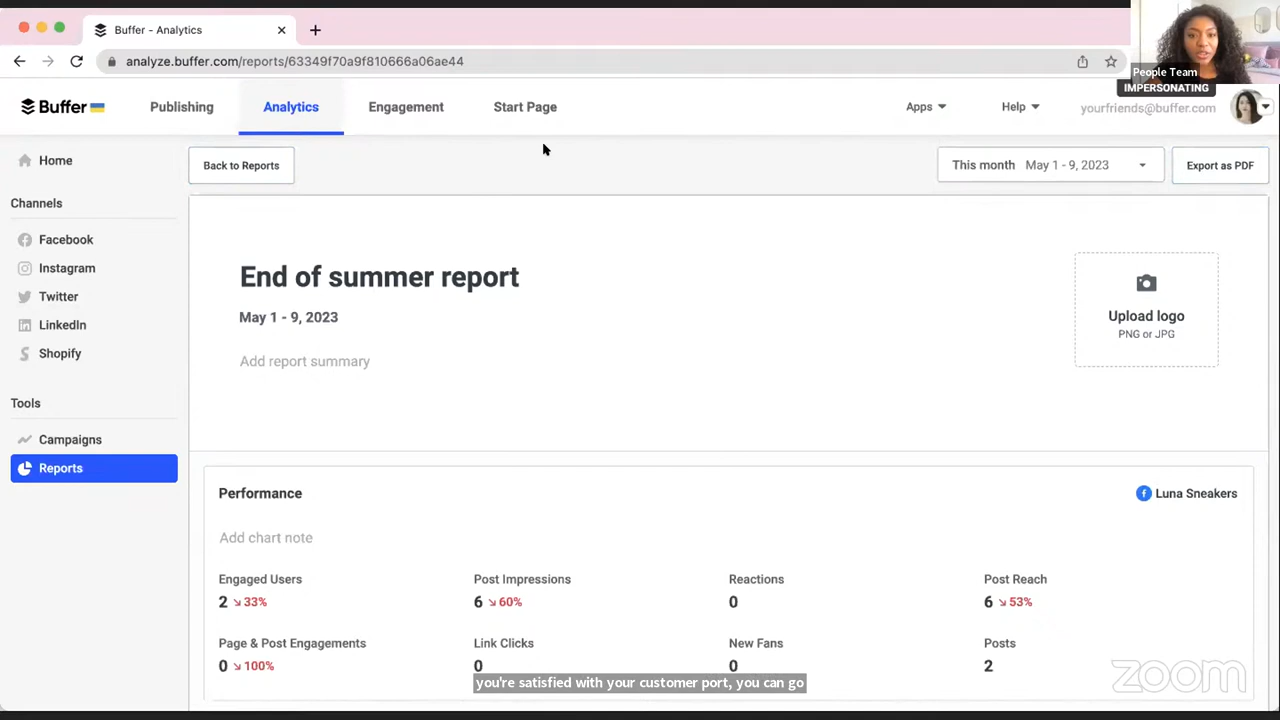 Buffer - Analytics
analyze.buffer.com/reports/63349f70a9f810666a06ae44
People Team
IMPERSONATING
Buffer
Publishing
Analytics
Engagement
Start Page
Apps
Help
yourfriends@buffer.com
Home
Back to Reports
This month May 1 - 9, 2023
Export as PDF
Channels
Facebook
Instagram
Twitter
LinkedIn
Shopify
Tools
Campaigns
Reports
End of summer report
May 1 - 9, 2023
Add report summary
Upload logo
PNG or JPG
Performance
Luna Sneakers
Add chart note
Engaged Users
2 ↘ 33%
Post Impressions
6 ↘ 60%
Reactions
0
Post Reach
6 ↘ 53%
Page & Post Engagements
0 ↘ 100%
Link Clicks
0
New Fans
0
Posts
2
you're satisfied with your customer port, you can go
zoom